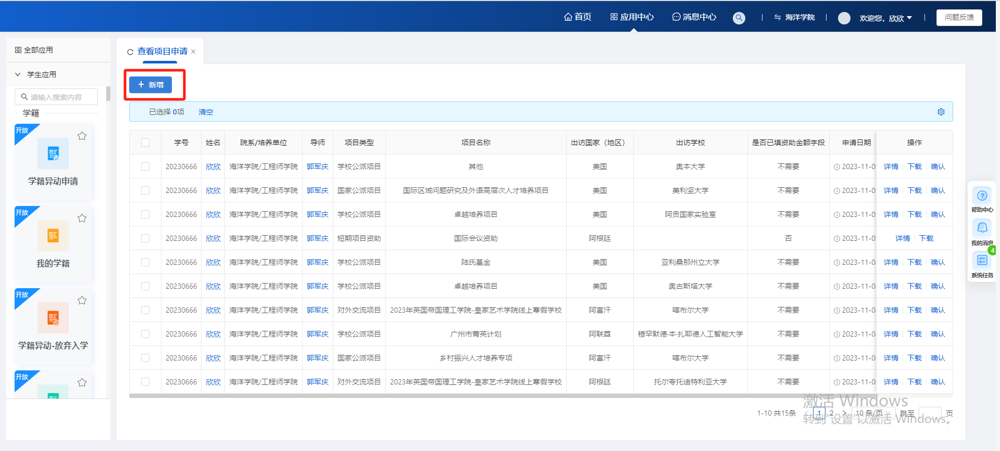 首页 应用中心 消息中心 海洋学院 欢迎您，欣欣 问题反馈
全部应用
学生应用
请输入搜索内容
学籍
开放
学籍异动申请
开放
我的学籍
开放
学籍异动-放弃入学
开放
查看项目申请
+ 新增
已选择 0项 清空
学号 姓名 院系/培养单位 导师 项目类型 项目名称 出访国家（地区） 出访学校 是否已填资助金额字段 申请日期 操作
20230666 欣欣 海洋学院/工程师学院 郭军庆 学校公派项目 其他 美国 奥本大学 不需要 2023-11-09 详情 下载 确认
20230666 欣欣 海洋学院/工程师学院 郭军庆 国家公派项目 国际区域问题研究及外语高层次人才培养项目 美国 美利坚大学 不需要 2023-11-09 详情 下载 确认
20230666 欣欣 海洋学院/工程师学院 郭军庆 学校公派项目 卓越培养项目 美国 阿贡国家实验室 不需要 2023-11-09 详情 下载 确认
20230666 欣欣 海洋学院/工程师学院 郭军庆 短期项目资助 国际会议资助 阿根廷 否 2023-11-09 详情 下载
20230666 欣欣 海洋学院/工程师学院 郭军庆 学校公派项目 陆氏基金 美国 亚利桑那州立大学 不需要 2023-11-08 详情 下载 确认
20230666 欣欣 海洋学院/工程师学院 郭军庆 学校公派项目 卓越培养项目 美国 奥古斯塔大学 不需要 2023-11-08 详情 下载 确认
20230666 欣欣 海洋学院/工程师学院 郭军庆 对外交流项目 2023年英国帝国理工学院-皇家艺术学院线上寒假学校 阿富汗 喀布尔大学 不需要 2023-11-08 详情 下载 确认
20230666 欣欣 海洋学院/工程师学院 郭军庆 学校公派项目 广州市菁英计划 阿联酋 穆罕默德·本·扎耶德人工智能大学 不需要 2023-11-08 详情 下载 确认
20230666 欣欣 海洋学院/工程师学院 郭军庆 国家公派项目 乡村振兴人才培养专项 阿富汗 喀布尔大学 不需要 2023-11-08 详情 下载 确认
20230666 欣欣 海洋学院/工程师学院 郭军庆 对外交流项目 2023年英国帝国理工学院-皇家艺术学院线上寒假学校 阿根廷 托尔夸托迪特利亚大学 不需要 2023-11-08 详情 下载 确认
1-10 共15条 1 2 10 条/页 跳至 页
激活 Windows
转到"设置"以激活 Windows。
帮助中心
我的消息
4
系统任务